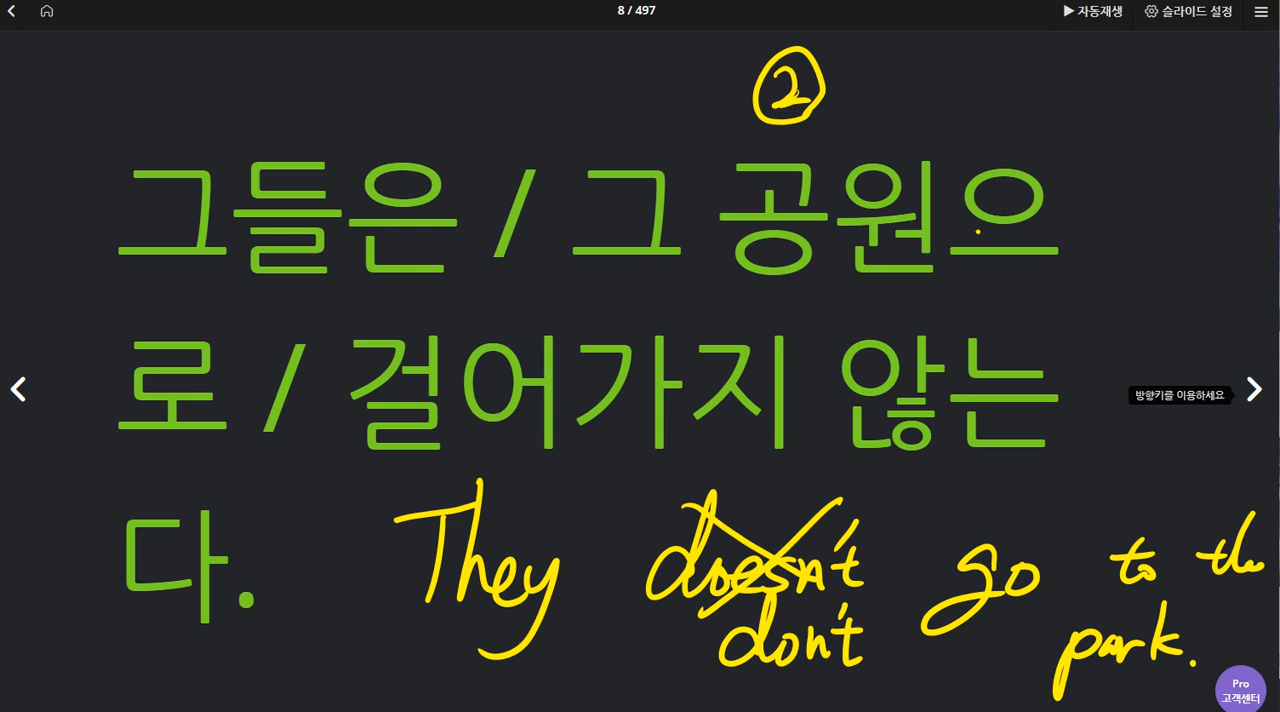 8 / 497
자동재생
슬라이드 설정
②
그들은 / 그 공원으
로 / 걸어가지 않는
방향키를 이용하세요
다.
They doesn't go to the
don't park.
Pro
고객센터